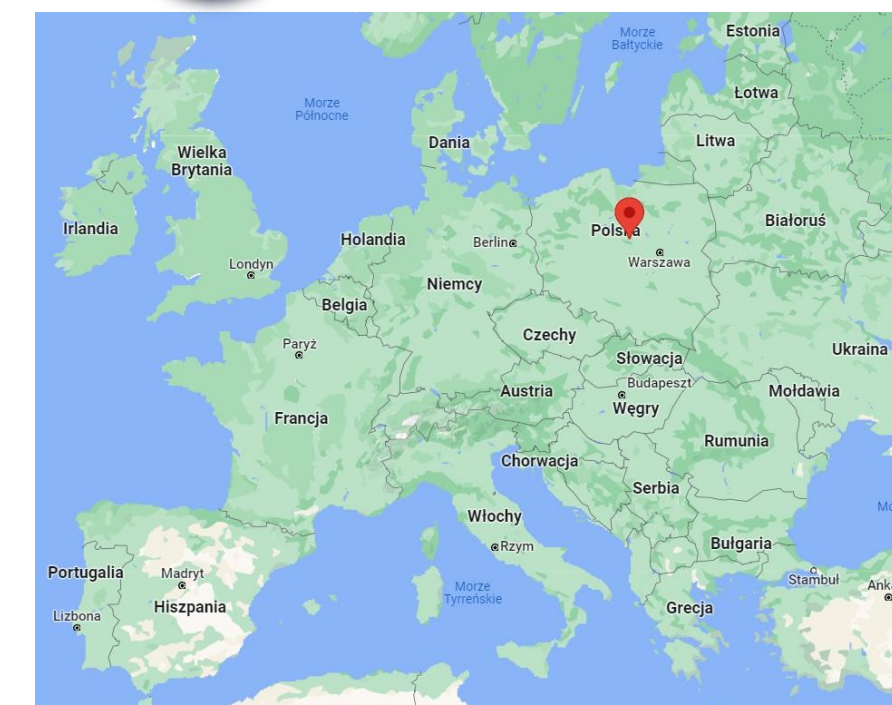 Estonia
Morze
Bałtyckie
Łotwa
Morze
Północne
Dania
Litwa
Wielka
Brytania
Irlandia
Białoruś
Polska
Holandia
Berlin
Warszawa
Londyn
Niemcy
Belgia
Czechy
Paryż
Ukraina
Słowacja
Budapeszt
Austria
Mołdawia
Węgry
Francja
Rumunia
Chorwacja
Serbia
Włochy
Bułgaria
Rzym
Portugalia
Madryt
Stambuł
Morze
Tyrreńskie
Hiszpania
Grecja
Lizbona